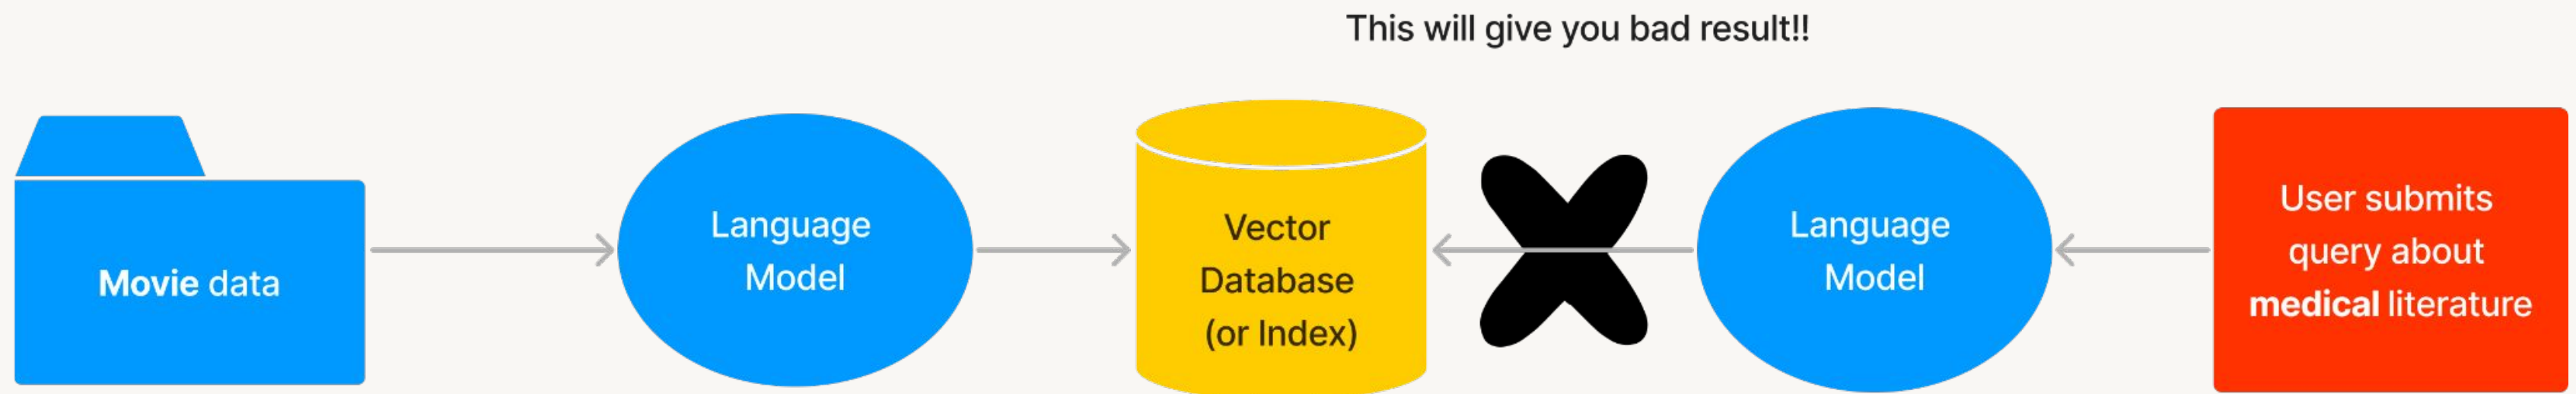 This will give you bad result!!
Movie data
Language
Model
Vector
Database
(or Index)
Language
Model
User submits
query about
medical literature